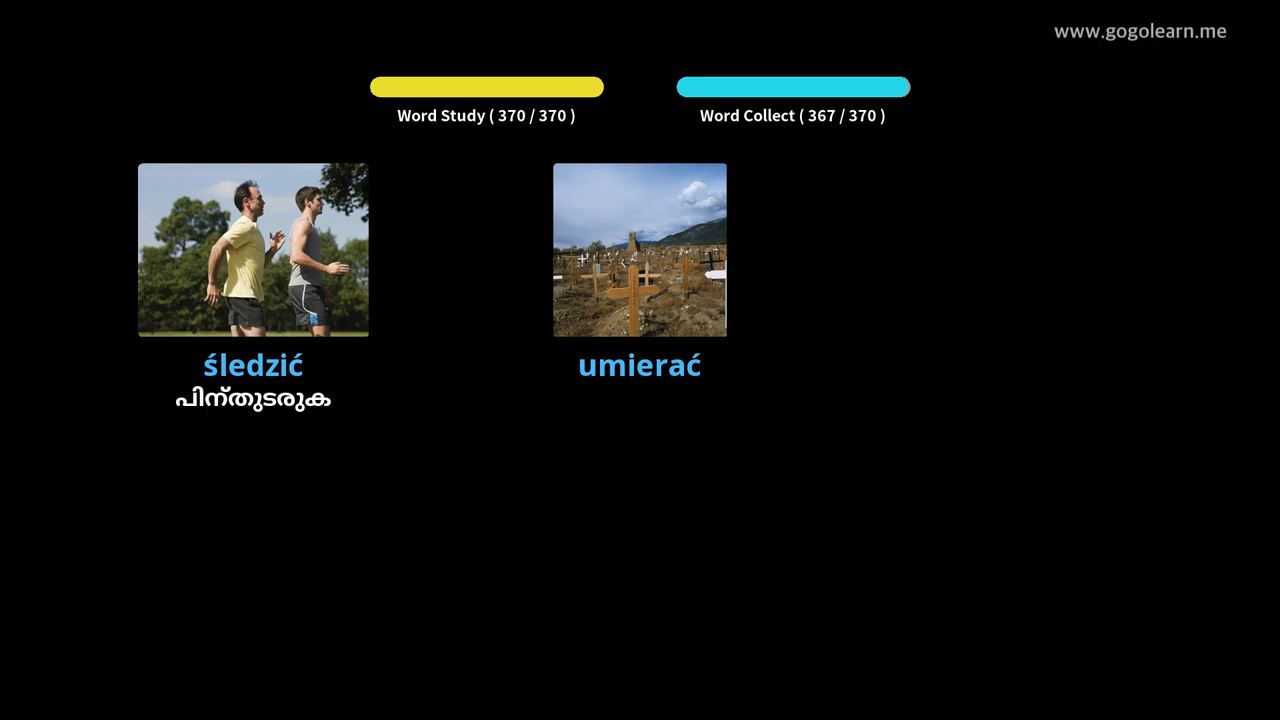 www.gogolearn.me
Word Study ( 370 / 370 )
Word Collect ( 367 / 370 )
śledzić
പിന്തുടരുക
umierać